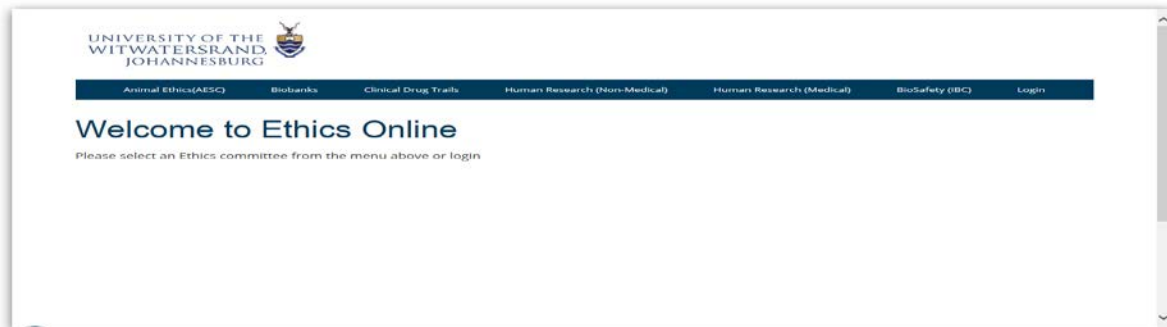 UNIVERSITY OF THE
WITWATERSRAND,
JOHANNESBURG
Animal Ethics(AESC) Biobanks Clinical Drug Trails Human Research (Non-Medical) Human Research (Medical) BioSafety (IBC) Login
Welcome to Ethics Online
Please select an Ethics committee from the menu above or login